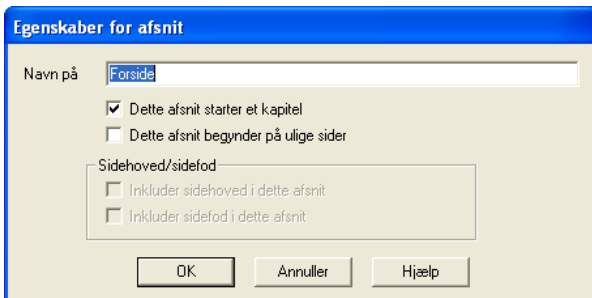 Egenskaber for afsnit
Navn på Forside
Dette afsnit starter et kapitel
Dette afsnit begynder på ulige sider
Sidehoved/sidefod
Inkluder sidehoved i dette afsnit
Inkluder sidefod i dette afsnit
OK Annuller Hjælp